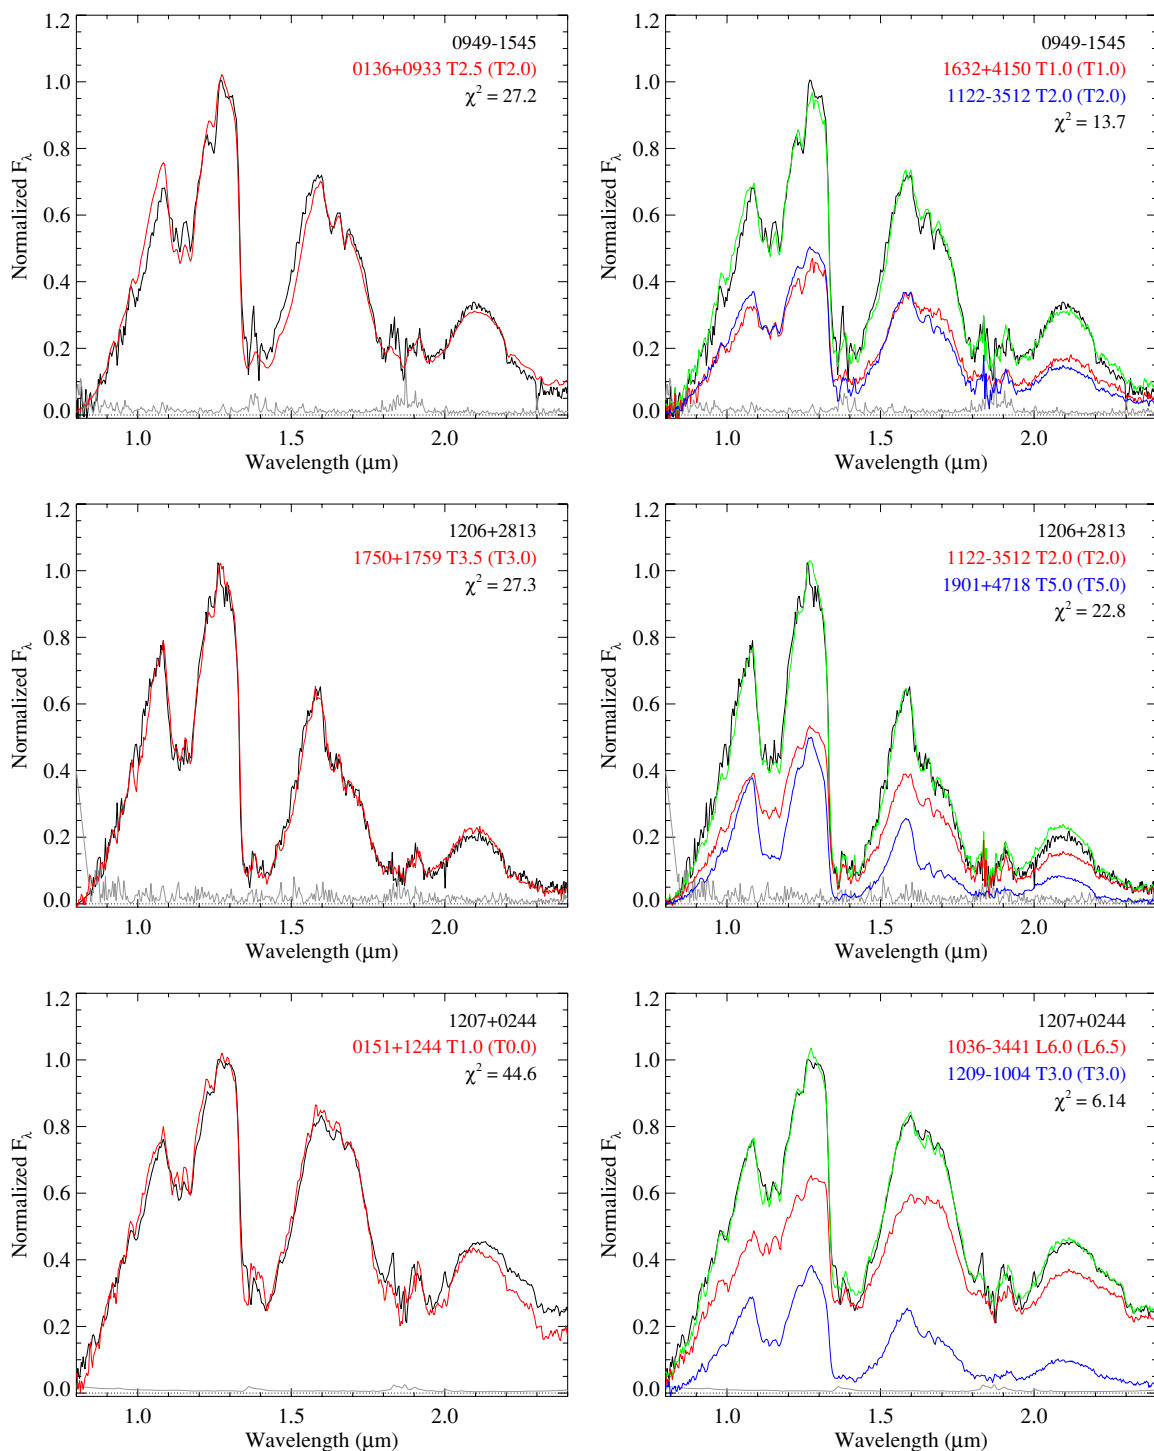 0949-1545
0136+0933 T2.5 (T2.0)
χ² = 27.2
Normalized Fλ
1.2
1.0
0.8
0.6
0.4
0.2
0.0
1.0 1.5 2.0
Wavelength (μm)
0949-1545
1632+4150 T1.0 (T1.0)
1122-3512 T2.0 (T2.0)
χ² = 13.7
Normalized Fλ
1.2
1.0
0.8
0.6
0.4
0.2
0.0
1.0 1.5 2.0
Wavelength (μm)
1206+2813
1750+1759 T3.5 (T3.0)
χ² = 27.3
Normalized Fλ
1.2
1.0
0.8
0.6
0.4
0.2
0.0
1.0 1.5 2.0
Wavelength (μm)
1206+2813
1122-3512 T2.0 (T2.0)
1901+4718 T5.0 (T5.0)
χ² = 22.8
Normalized Fλ
1.2
1.0
0.8
0.6
0.4
0.2
0.0
1.0 1.5 2.0
Wavelength (μm)
1207+0244
0151+1244 T1.0 (T0.0)
χ² = 44.6
Normalized Fλ
1.2
1.0
0.8
0.6
0.4
0.2
0.0
1.0 1.5 2.0
Wavelength (μm)
1207+0244
1036-3441 L6.0 (L6.5)
1209-1004 T3.0 (T3.0)
χ² = 6.14
Normalized Fλ
1.2
1.0
0.8
0.6
0.4
0.2
0.0
1.0 1.5 2.0
Wavelength (μm)